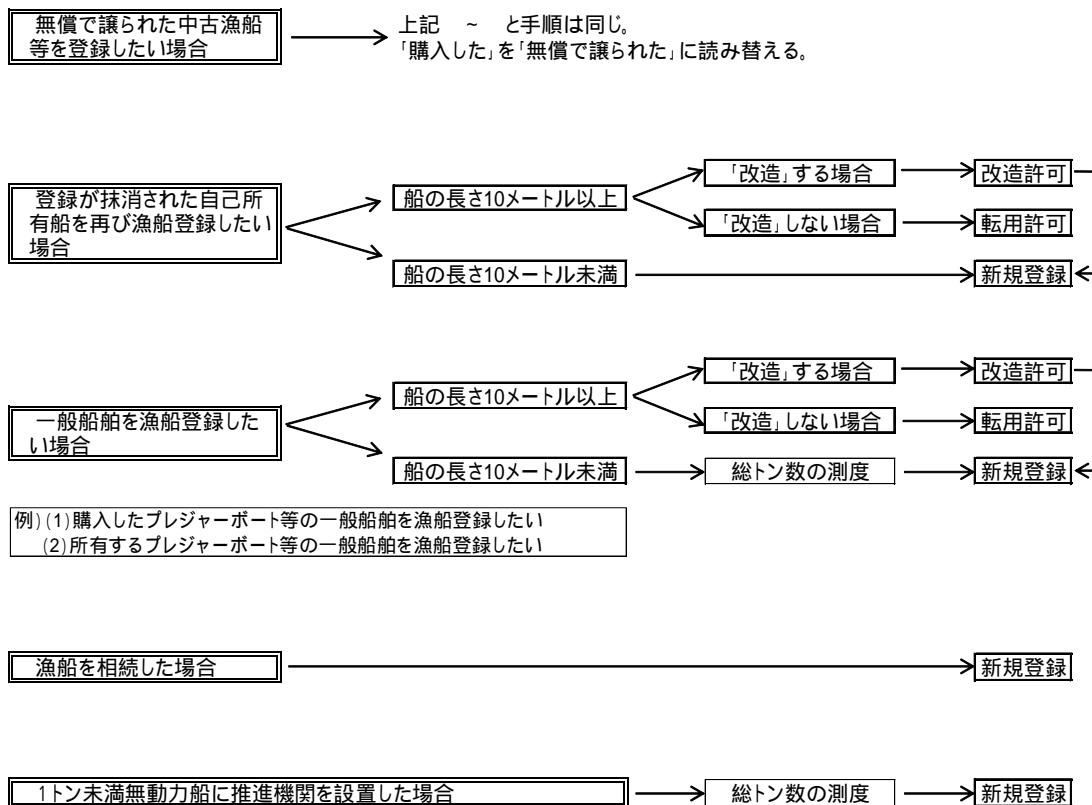 無償で譲られた中古漁船
等を登録したい場合
上記　～　と手順は同じ。
「購入した」を「無償で譲られた」に読み替える。
登録が抹消された自己所
有船を再び漁船登録したい
場合
船の長さ10メートル以上
「改造」する場合
改造許可
「改造」しない場合
転用許可
船の長さ10メートル未満
新規登録
一般船舶を漁船登録した
い場合
船の長さ10メートル以上
「改造」する場合
改造許可
「改造」しない場合
転用許可
船の長さ10メートル未満
総トン数の測度
新規登録
例）(1)購入したプレジャーボート等の一般船舶を漁船登録したい
(2)所有するプレジャーボート等の一般船舶を漁船登録したい
漁船を相続した場合
新規登録
1トン未満無動力船に推進機関を設置した場合
総トン数の測度
新規登録